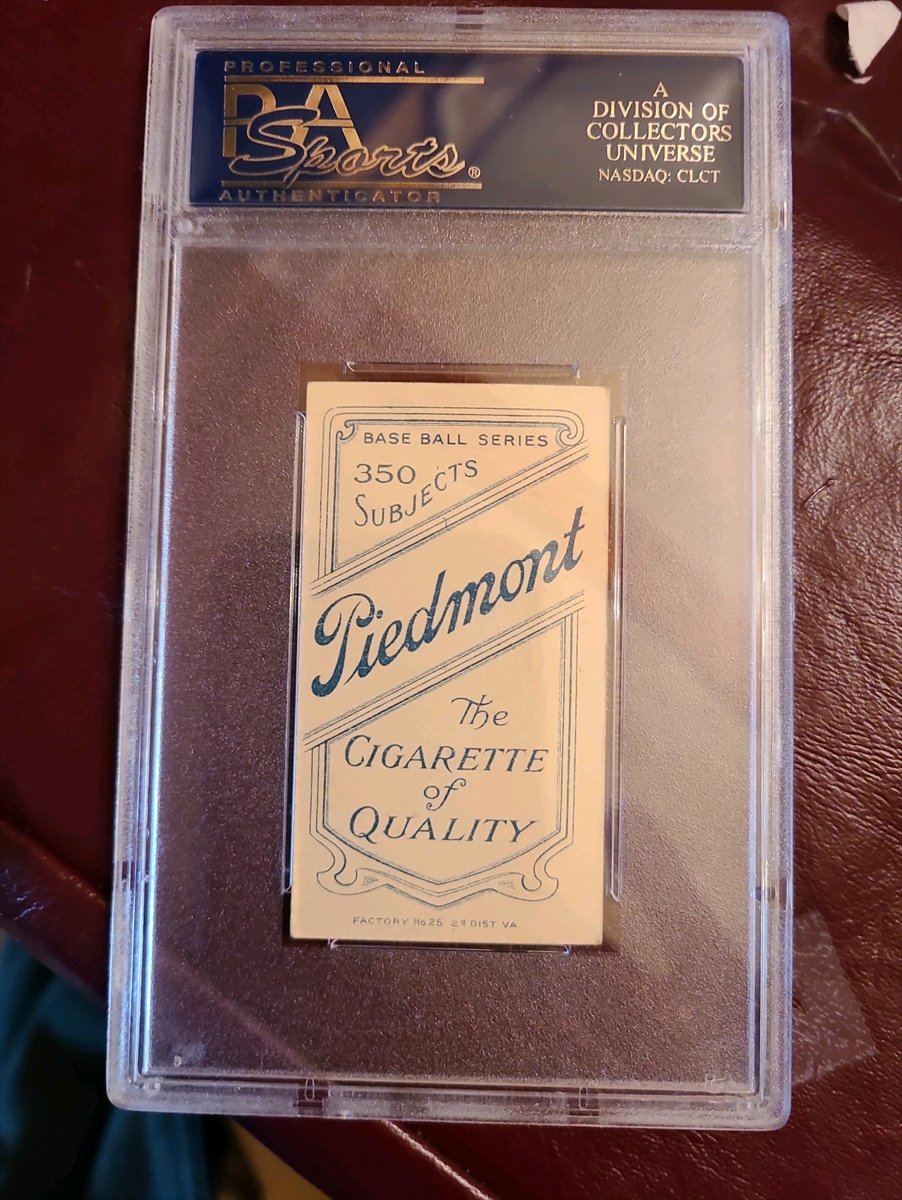 PROFESSIONAL
PSA
Sports®
AUTHENTICATOR
A
DIVISION OF
COLLECTORS
UNIVERSE
NASDAQ: CLCT
BASE BALL SERIES
350
SUBJECTS
Piedmont
The
CIGARETTE
of
QUALITY
FACTORY No 25 2d DIST. VA.